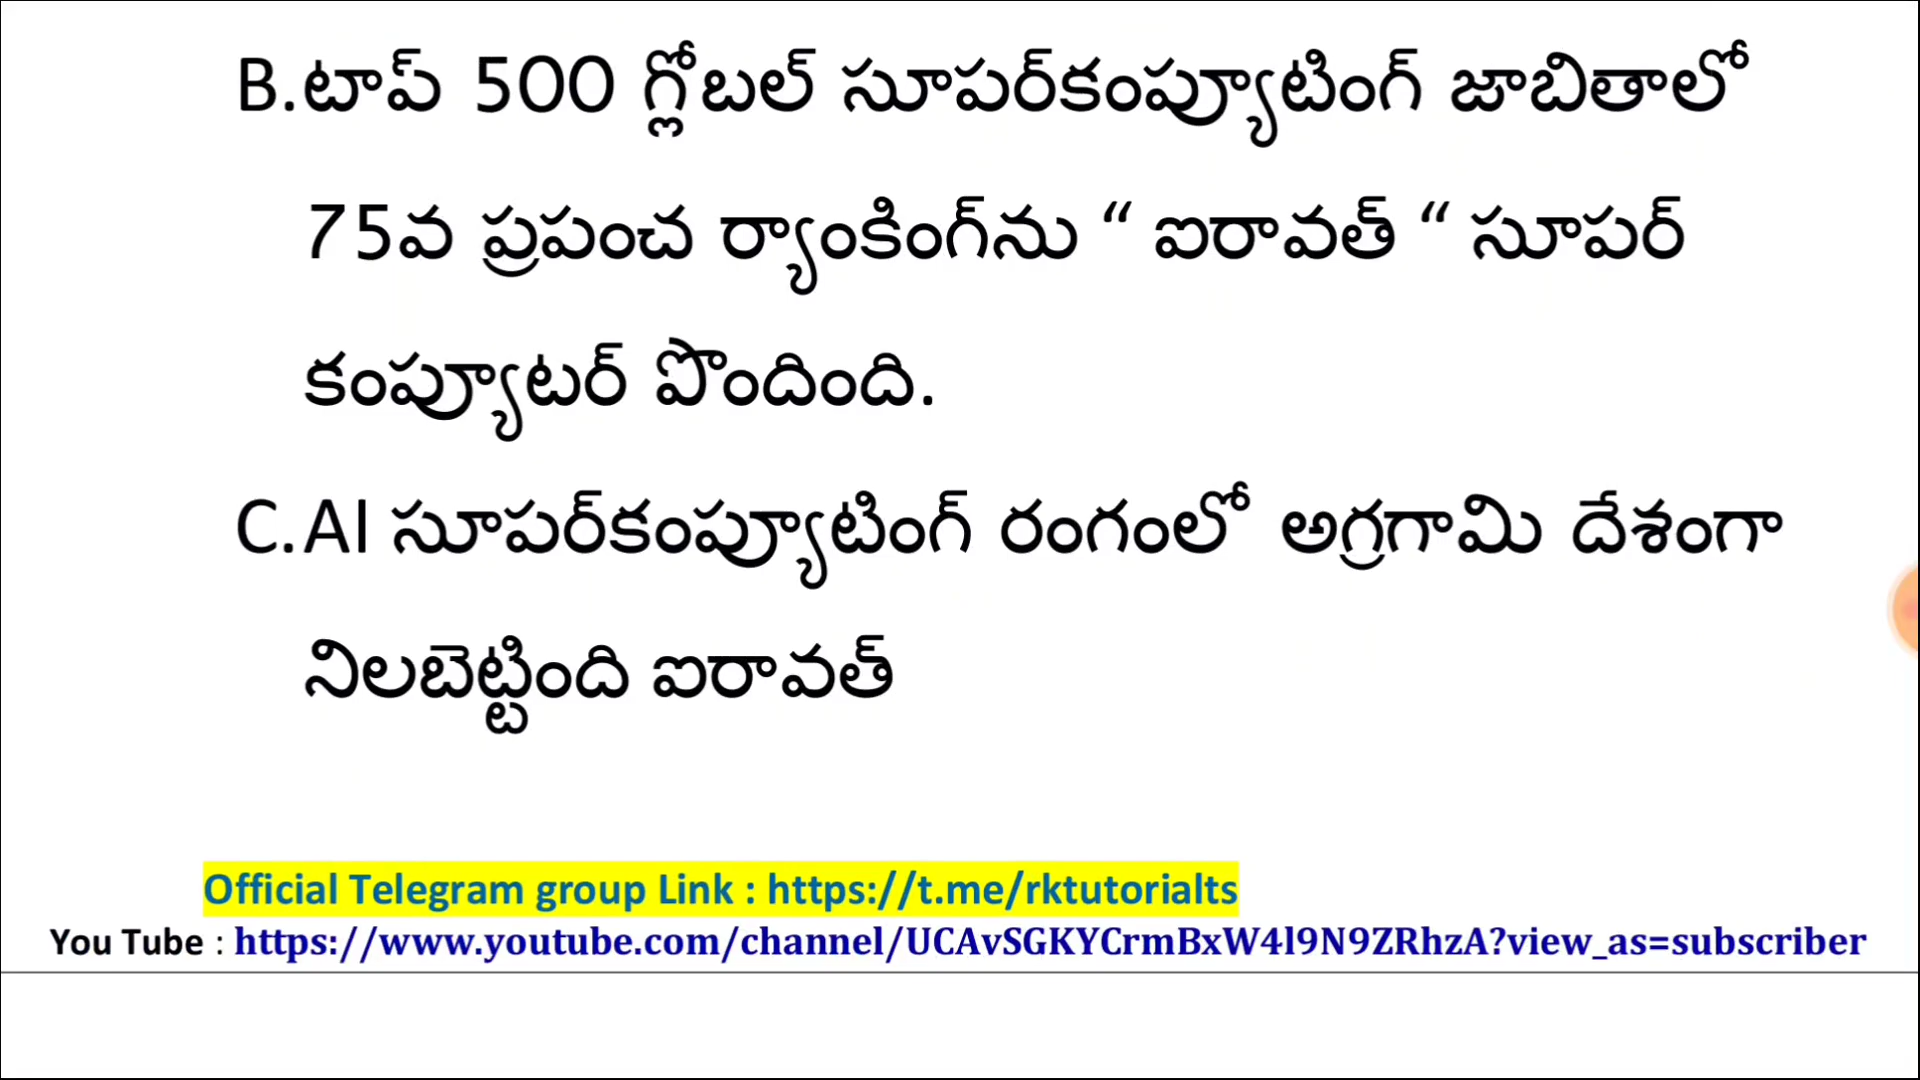 B.టాప్ 500 గ్లోబల్ సూపర్‌కంప్యూటింగ్ జాబితాలో
75వ ప్రపంచ ర్యాంకింగ్‌ను “ ఐరావత్ “ సూపర్
కంప్యూటర్ పొందింది.
C.AI సూపర్‌కంప్యూటింగ్ రంగంలో అగ్రగామి దేశంగా
నిలబెట్టింది ఐరావత్
Official Telegram group Link : https://t.me/rktutorialts
You Tube : https://www.youtube.com/channel/UCAvSGKYCrmBxW4l9N9ZRhzA?view_as=subscriber